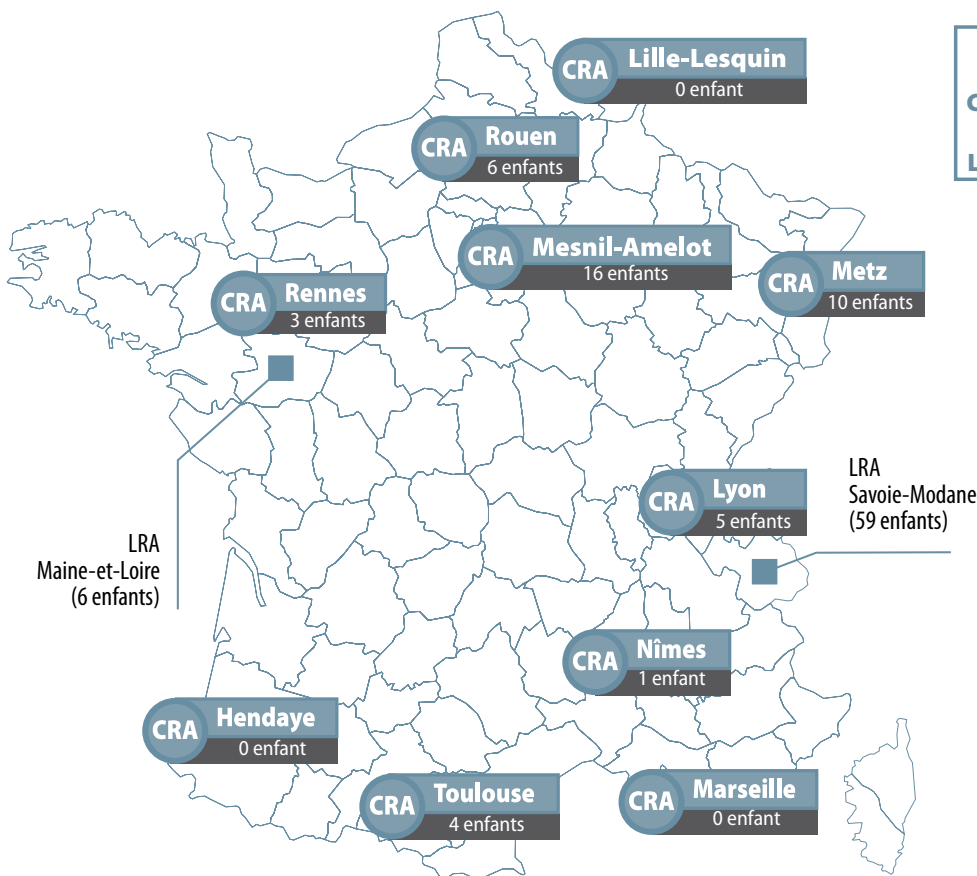 CRA
Lille-Lesquin
0 enfant
CRA
Rouen
6 enfants
CRA
Mesnil-Amelot
16 enfants
CRA
Metz
10 enfants
CRA
Rennes
3 enfants
LRA
Maine-et-Loire
(6 enfants)
CRA
Lyon
5 enfants
LRA
Savoie-Modane
(59 enfants)
CRA
Nîmes
1 enfant
CRA
Hendaye
0 enfant
CRA
Toulouse
4 enfants
CRA
Marseille
0 enfant